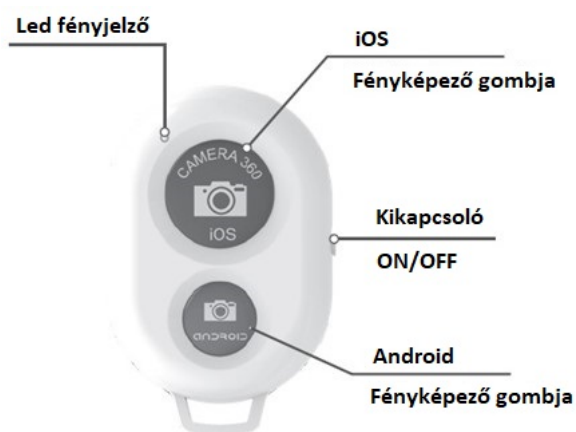 Led fényjelző
iOS
Fényképező gombja
CAMERA 360
iOS
Kikapcsoló
ON/OFF
ANDROID
Android
Fényképező gombja